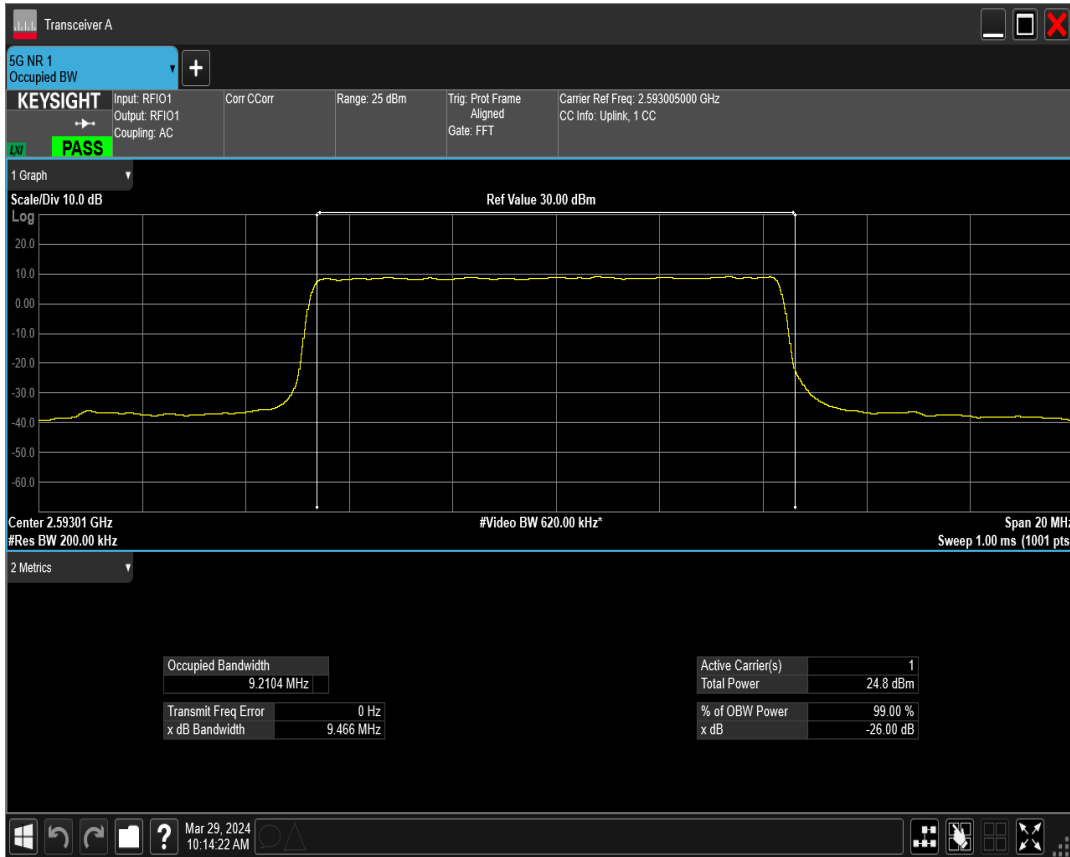 Transceiver A
5G NR 1
Occupied BW
KEYSIGHT
LXI
PASS
Input: RFIO1
Output: RFIO1
Coupling: AC
Corr CCorr
Range: 25 dBm
Trig: Prot Frame
Aligned
Gate: FFT
Carrier Ref Freq: 2.593005000 GHz
CC Info: Uplink, 1 CC
1 Graph
Scale/Div 10.0 dB
Ref Value 30.00 dBm
Log
20.0
10.0
0.00
-10.0
-20.0
-30.0
-40.0
-50.0
-60.0
Center 2.59301 GHz
#Video BW 620.00 kHz*
Span 20 MHz
#Res BW 200.00 kHz
Sweep 1.00 ms (1001 pts
2 Metrics
Occupied Bandwidth
9.2104 MHz
Transmit Freq Error 0 Hz
x dB Bandwidth 9.466 MHz
Active Carrier(s) 1
Total Power 24.8 dBm
% of OBW Power 99.00 %
x dB -26.00 dB
?
Mar 29, 2024
10:14:22 AM